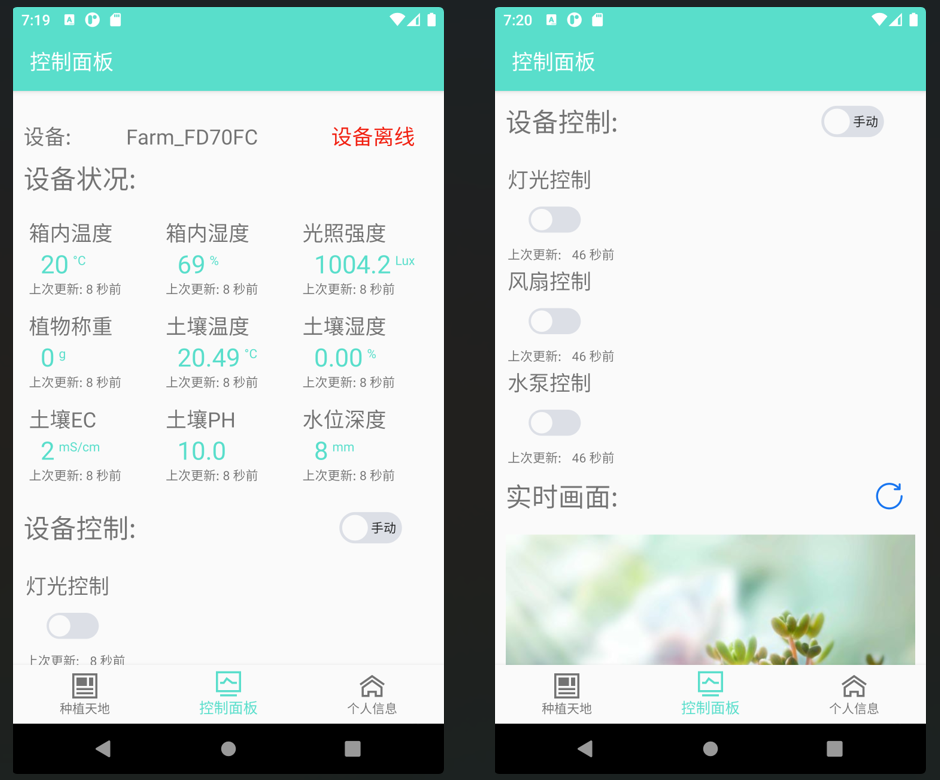 7:19
控制面板
设备: Farm_FD70FC 设备离线
设备状况:
箱内温度 箱内湿度 光照强度
20 °C 69 % 1004.2 Lux
上次更新: 8 秒前 上次更新: 8 秒前 上次更新: 8 秒前
植物称重 土壤温度 土壤湿度
0 g 20.49 °C 0.00 %
上次更新: 8 秒前 上次更新: 8 秒前 上次更新: 8 秒前
土壤EC 土壤PH 水位深度
2 mS/cm 10.0 8 mm
上次更新: 8 秒前 上次更新: 8 秒前 上次更新: 8 秒前
设备控制: 手动
灯光控制
上次更新: 8 秒前
种植天地 控制面板 个人信息
7:20
控制面板
设备控制: 手动
灯光控制
上次更新: 46 秒前
风扇控制
上次更新: 46 秒前
水泵控制
上次更新: 46 秒前
实时画面:
种植天地 控制面板 个人信息